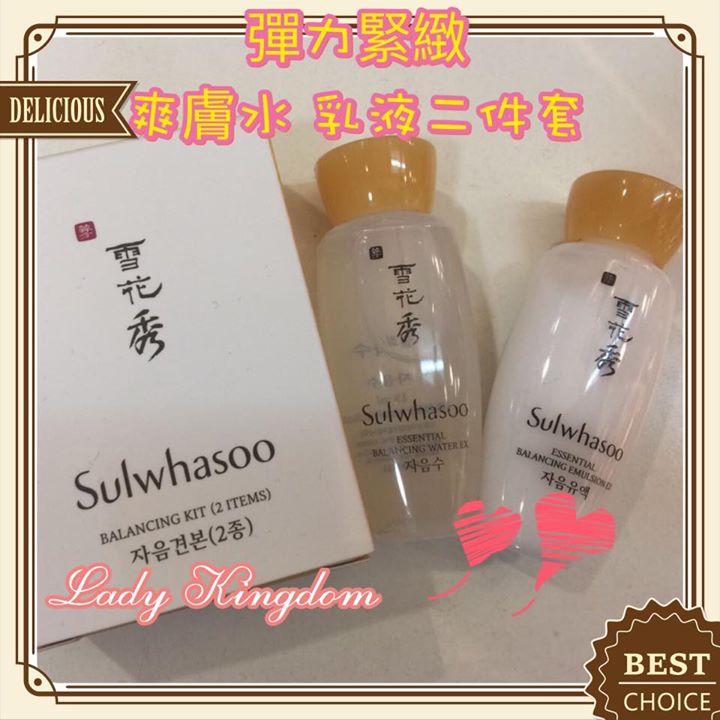 彈力緊緻
DELICIOUS
爽膚水 乳液二件套
雪花秀
Sulwhasoo
BALANCING KIT (2 ITEMS)
자음견본(2종)
雪花秀
Sulwhasoo
ESSENTIAL
BALANCING WATER EX
자음수
雪花秀
Sulwhasoo
ESSENTIAL
BALANCING EMULSION EX
자음유액
Lady Kingdom
BEST
CHOICE